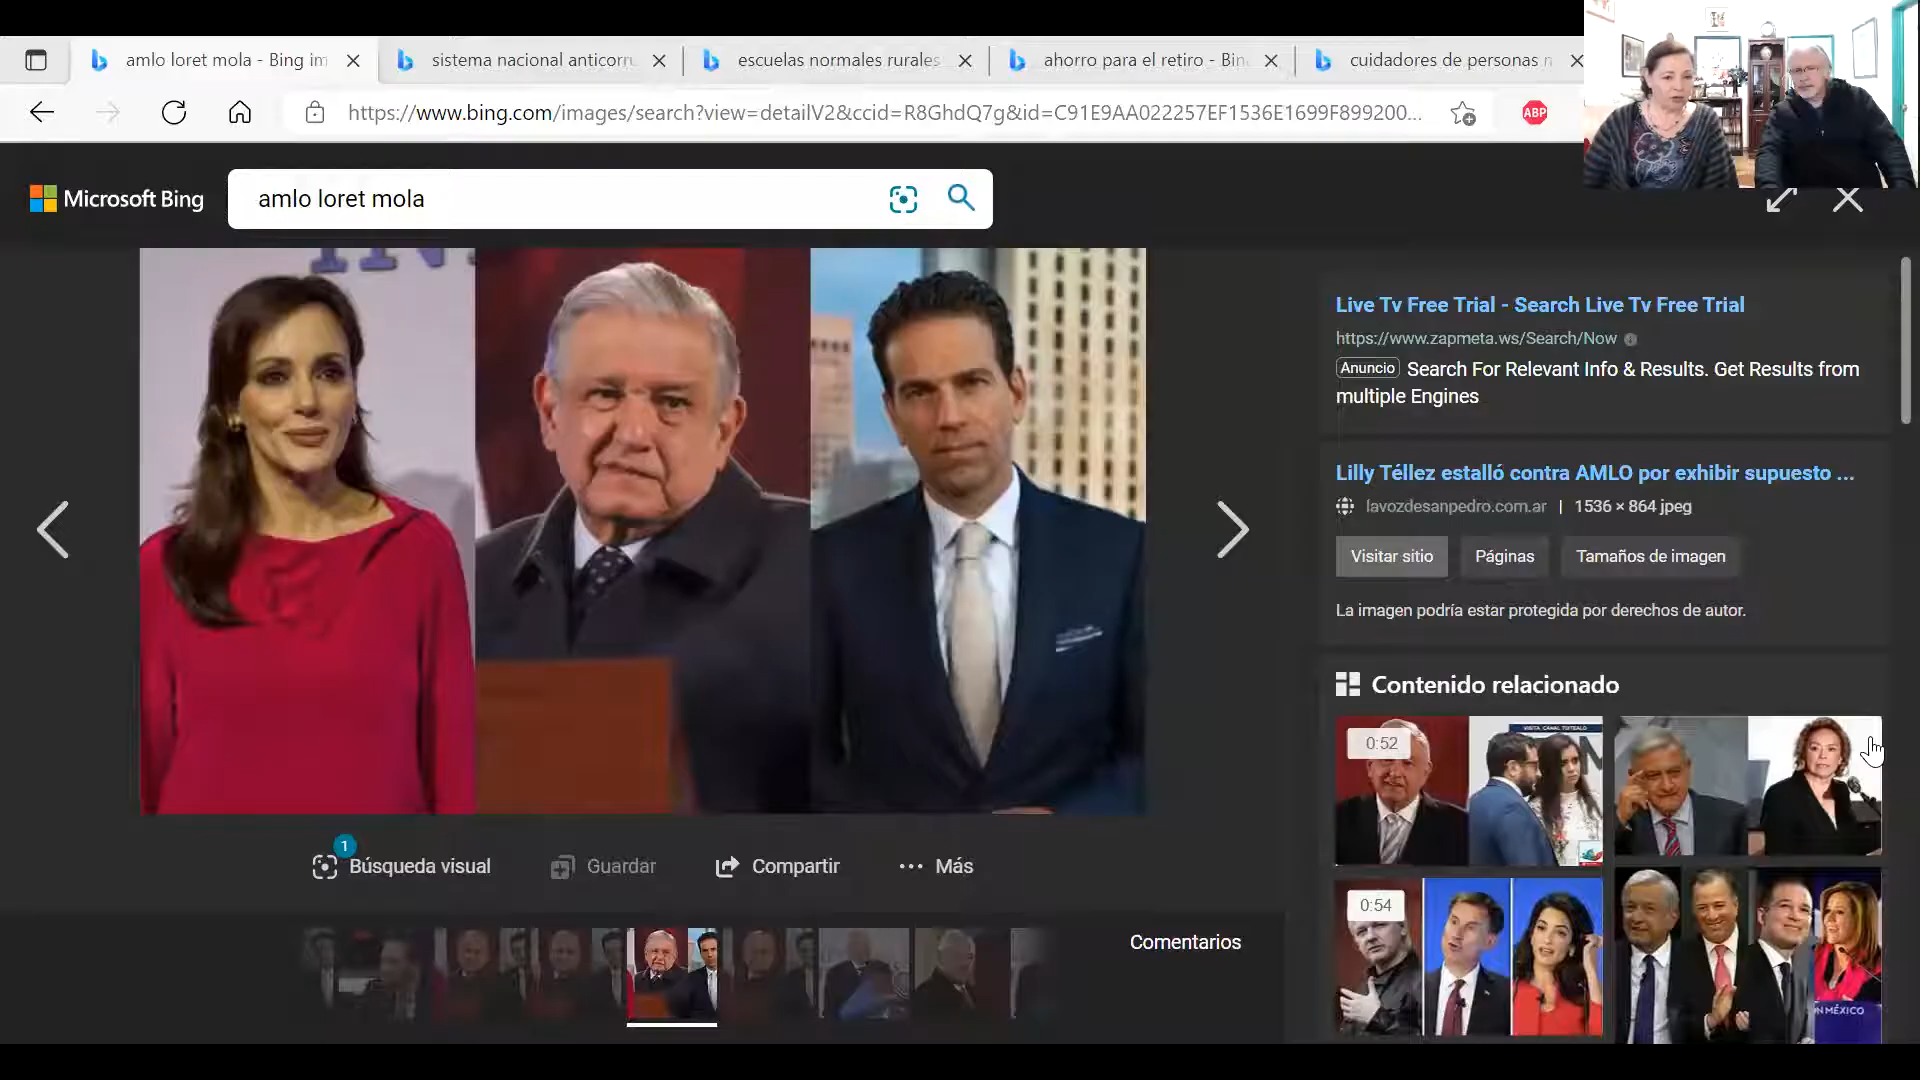 amlo loret mola - Bing im
sistema nacional anticorru
escuelas normales rurales
ahorro para el retiro - Bin
cuidadores de personas
https://www.bing.com/images/search?view=detailV2&ccid=R8GhdQ7g&id=C91E9AA022257EF1536E1699F899200...
ABP
Microsoft Bing
amlo loret mola
Live Tv Free Trial - Search Live Tv Free Trial
https://www.zapmeta.ws/Search/Now
Anuncio Search For Relevant Info & Results. Get Results from
multiple Engines
Lilly Téllez estalló contra AMLO por exhibir supuesto ...
lavozdesanpedro.com.ar | 1536 × 864 jpeg
Visitar sitio
Páginas
Tamaños de imagen
La imagen podría estar protegida por derechos de autor.
Contenido relacionado
0:52
VISITA CANAL TUITEALO
0:54
N MÉXICO
1
Búsqueda visual
Guardar
Compartir
Más
Comentarios